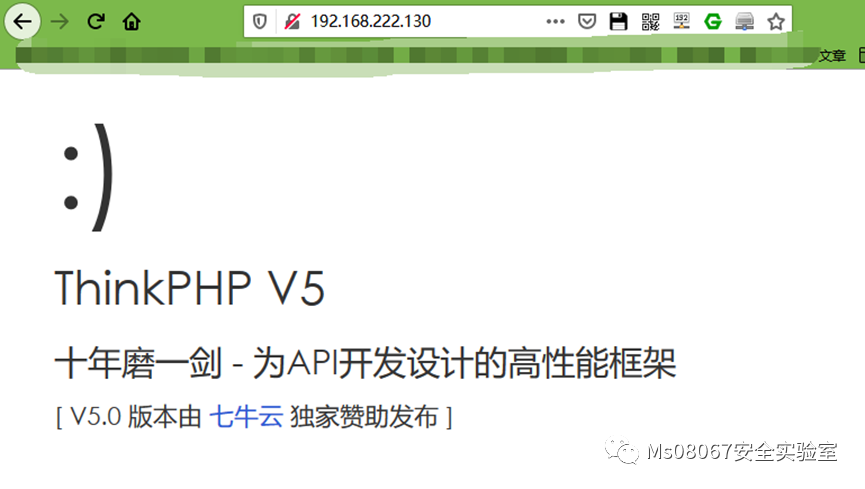 192.168.222.130
文章
:)
ThinkPHP V5
十年磨一剑 - 为API开发设计的高性能框架
[ V5.0 版本由 七牛云 独家赞助发布 ]
Ms08067安全实验室